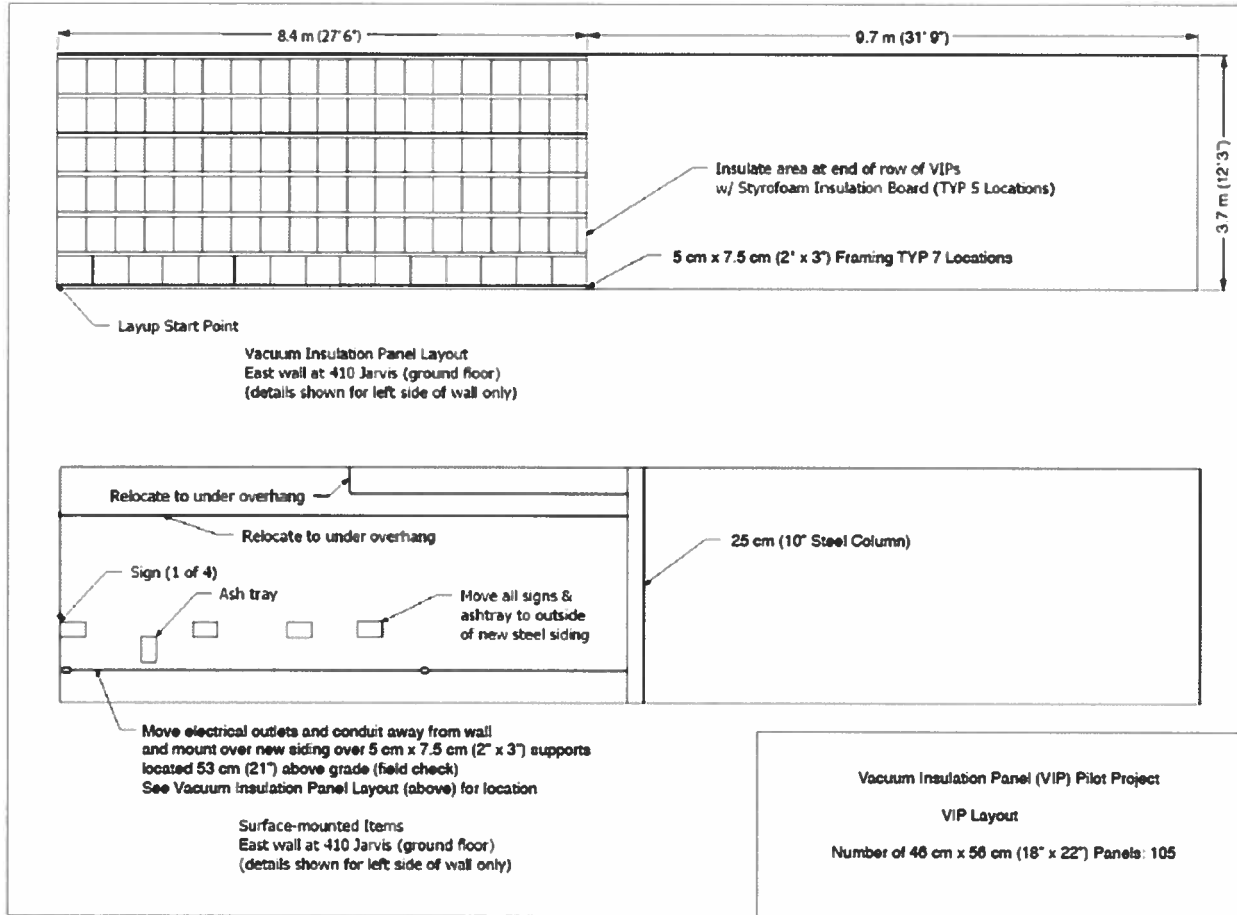 8.4 m (27' 6")
9.7 m (31' 9")
3.7 m (12'3")
Insulate area at end of row of VIPs
w/ Styrofoam Insulation Board (TYP 5 Locations)
5 cm x 7.5 cm (2" x 3") Framing TYP 7 Locations
Layup Start Point
Vacuum Insulation Panel Layout
East wall at 410 Jarvis (ground floor)
(details shown for left side of wall only)
Relocate to under overhang
Relocate to under overhang
25 cm (10" Steel Column)
Sign (1 of 4)
Ash tray
Move all signs &
ashtray to outside
of new steel siding
Move electrical outlets and conduit away from wall
and mount over new siding over 5 cm x 7.5 cm (2" x 3") supports
located 53 cm (21") above grade (field check)
See Vacuum Insulation Panel Layout (above) for location
Surface-mounted Items
East wall at 410 Jarvis (ground floor)
(details shown for left side of wall only)
Vacuum Insulation Panel (VIP) Pilot Project
VIP Layout
Number of 46 cm x 56 cm (18" x 22") Panels: 105